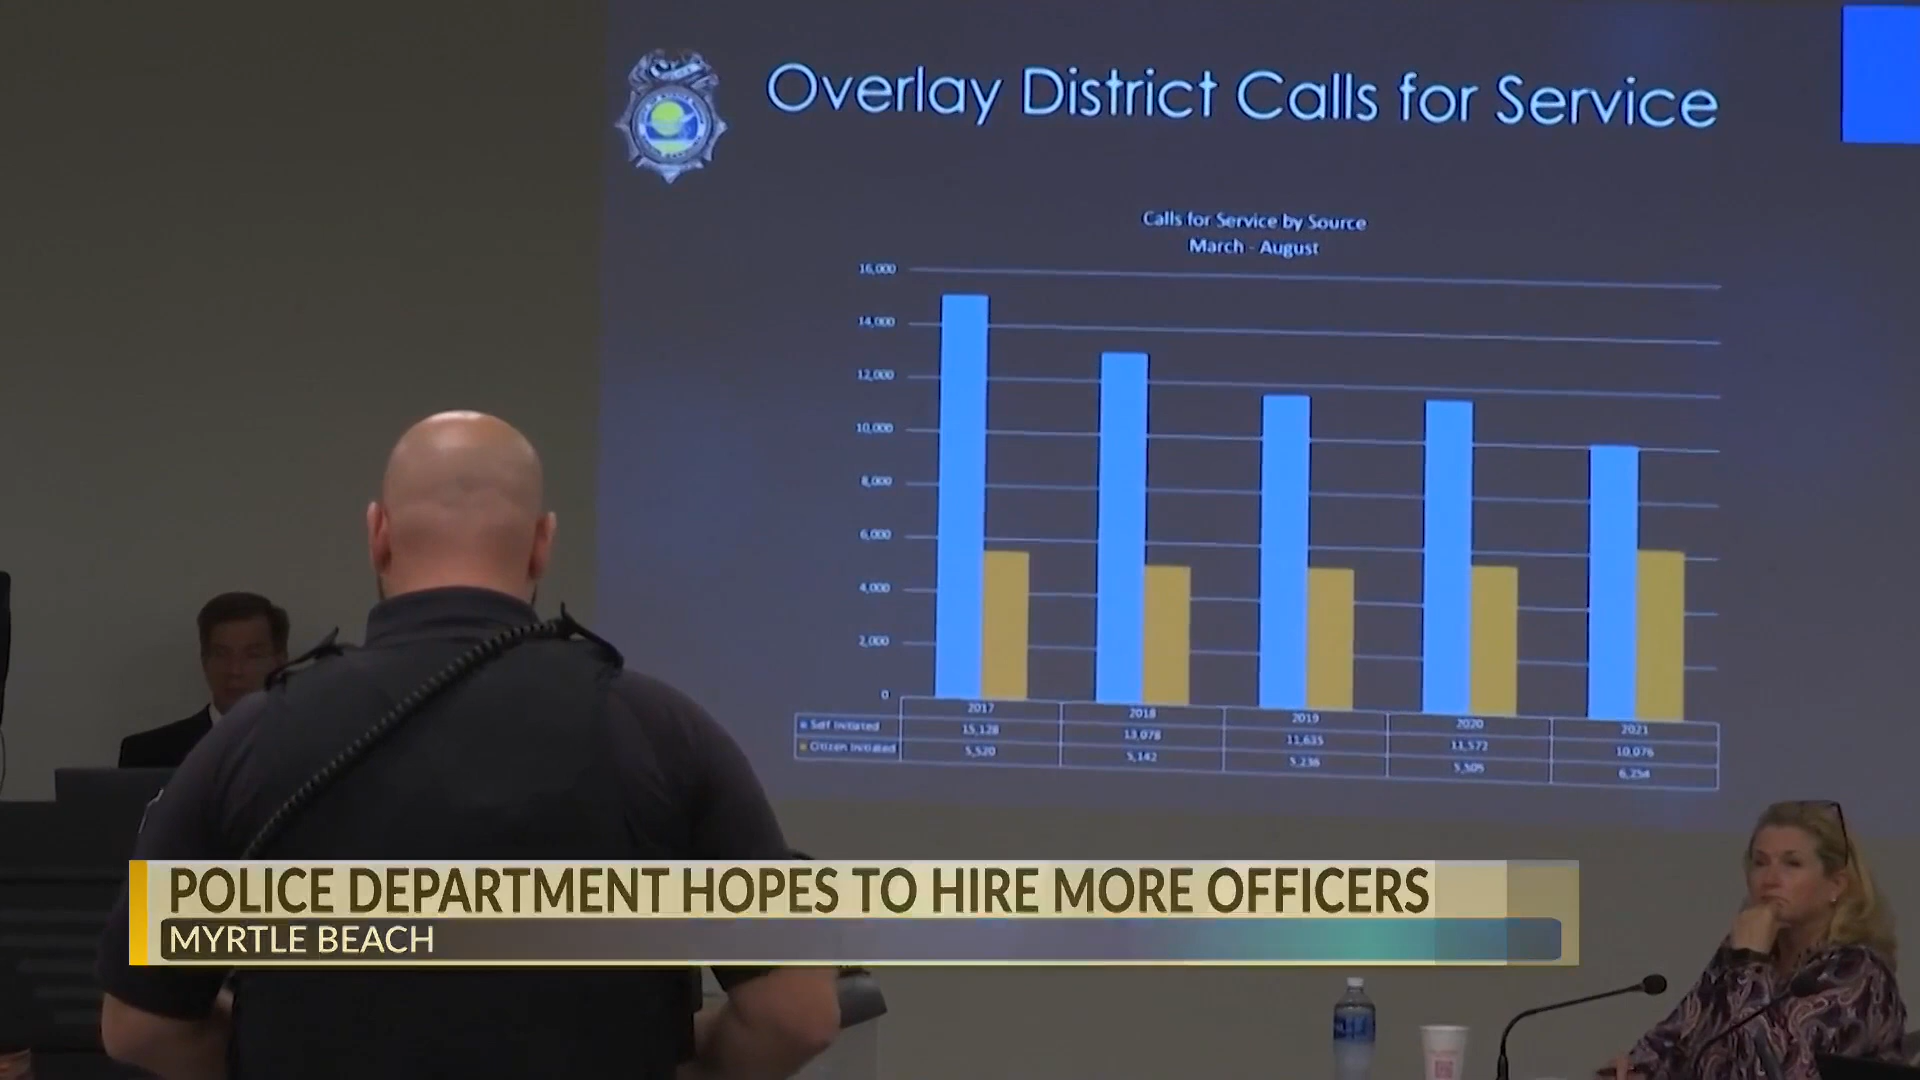 Overlay District Calls for Service
Calls for Service by Source
March - August
16,000
14,000
12,000
10,000
8,000
6,000
4,000
2,000
0
2017 2018 2019 2020 2021
Self Initiated 15,128 13,078 11,635 11,572 10,076
Citizen Initiated 5,520 5,142 5,236 5,505 6,254
POLICE DEPARTMENT HOPES TO HIRE MORE OFFICERS
MYRTLE BEACH